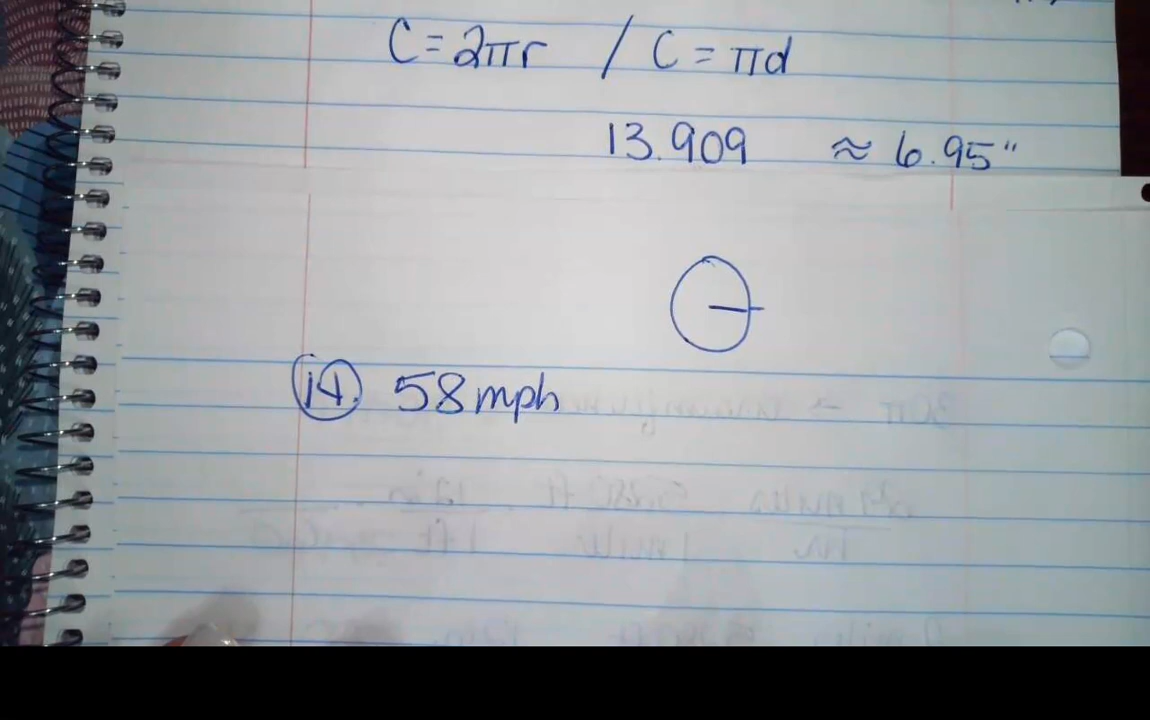 C = 2πr / C = πd
13.909 ≈ 6.95"
14. 58mph